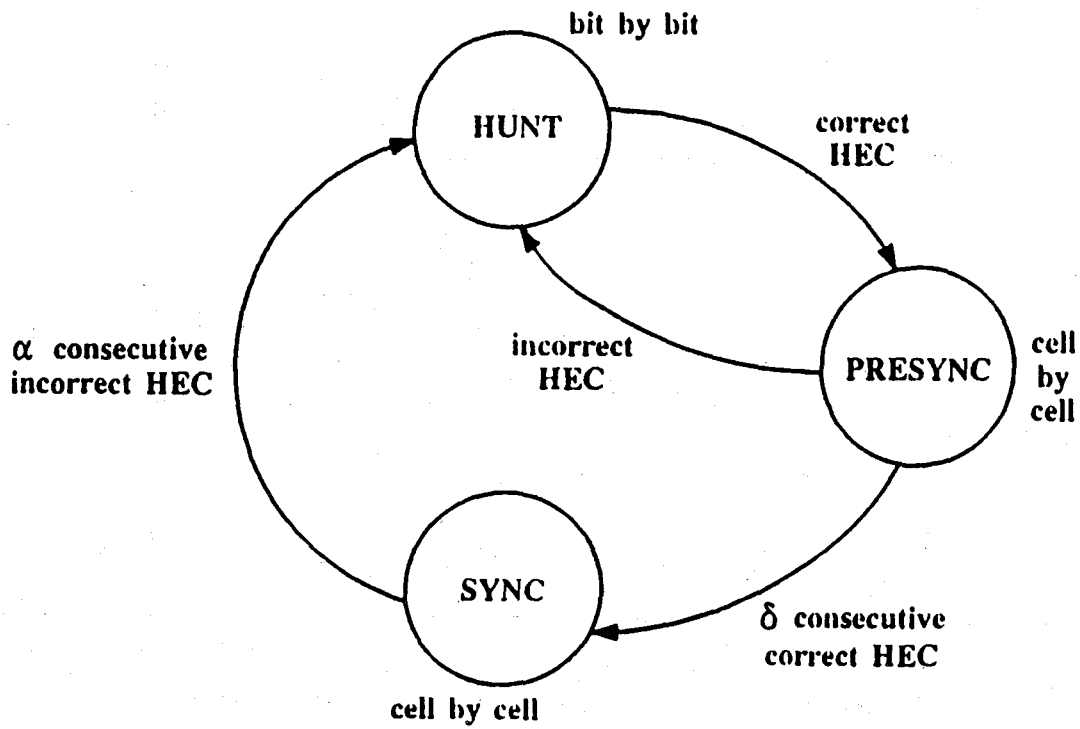 bit by bit
HUNT
correct
HEC
α consecutive
incorrect HEC
incorrect
HEC
PRESYNC
cell
by
cell
SYNC
δ consecutive
correct HEC
cell by cell